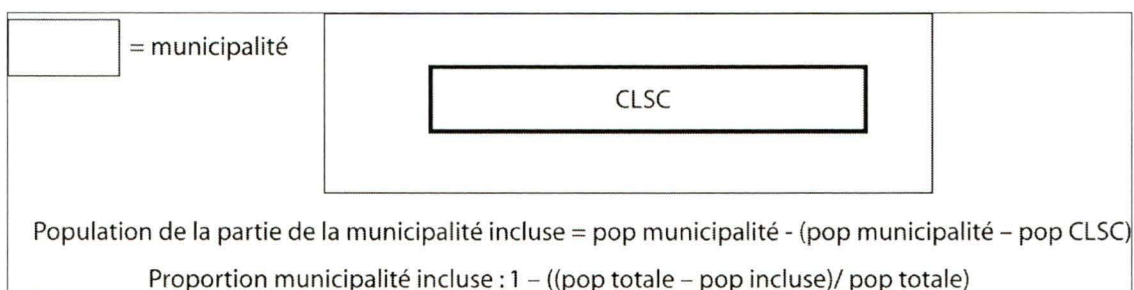 = municipalité
CLSC
Population de la partie de la municipalité incluse = pop municipalité - (pop municipalité – pop CLSC)
Proportion municipalité incluse : 1 – ((pop totale – pop incluse)/ pop totale)